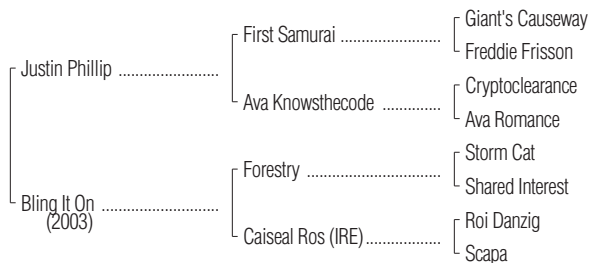 Giant's Causeway
First Samurai ........................
Freddie Frisson
Justin Phillip ........................
Cryptoclearance
Ava Knowsthecode ..............
Ava Romance
Storm Cat
Forestry ................................
Shared Interest
Bling It On ............................
(2003)
Roi Danzig
Caiseal Ros (IRE)..................
Scapa